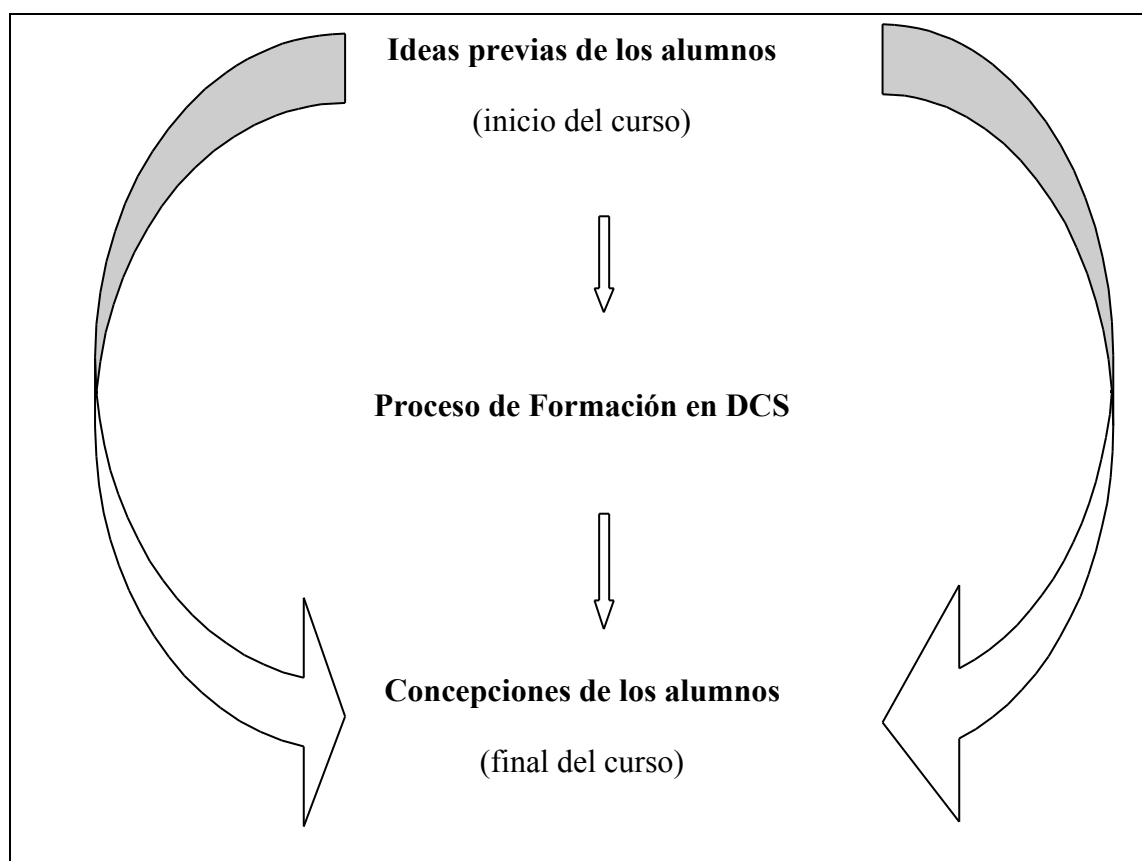 Ideas previas de los alumnos
(inicio del curso)
Proceso de Formación en DCS
Concepciones de los alumnos
(final del curso)